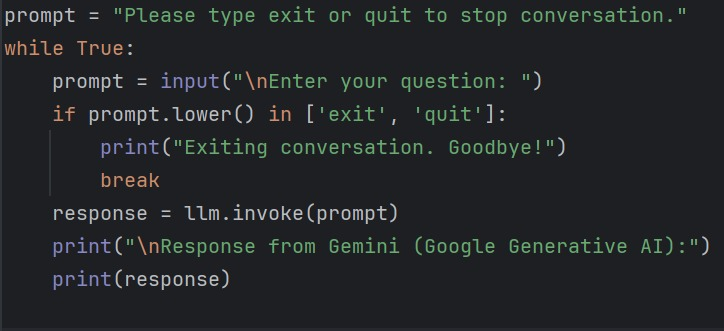 prompt = "Please type exit or quit to stop conversation."
while True:
    prompt = input("\nEnter your question: ")
    if prompt.lower() in ['exit', 'quit']:
        print("Exiting conversation. Goodbye!")
        break
    response = llm.invoke(prompt)
    print("\nResponse from Gemini (Google Generative AI):")
    print(response)